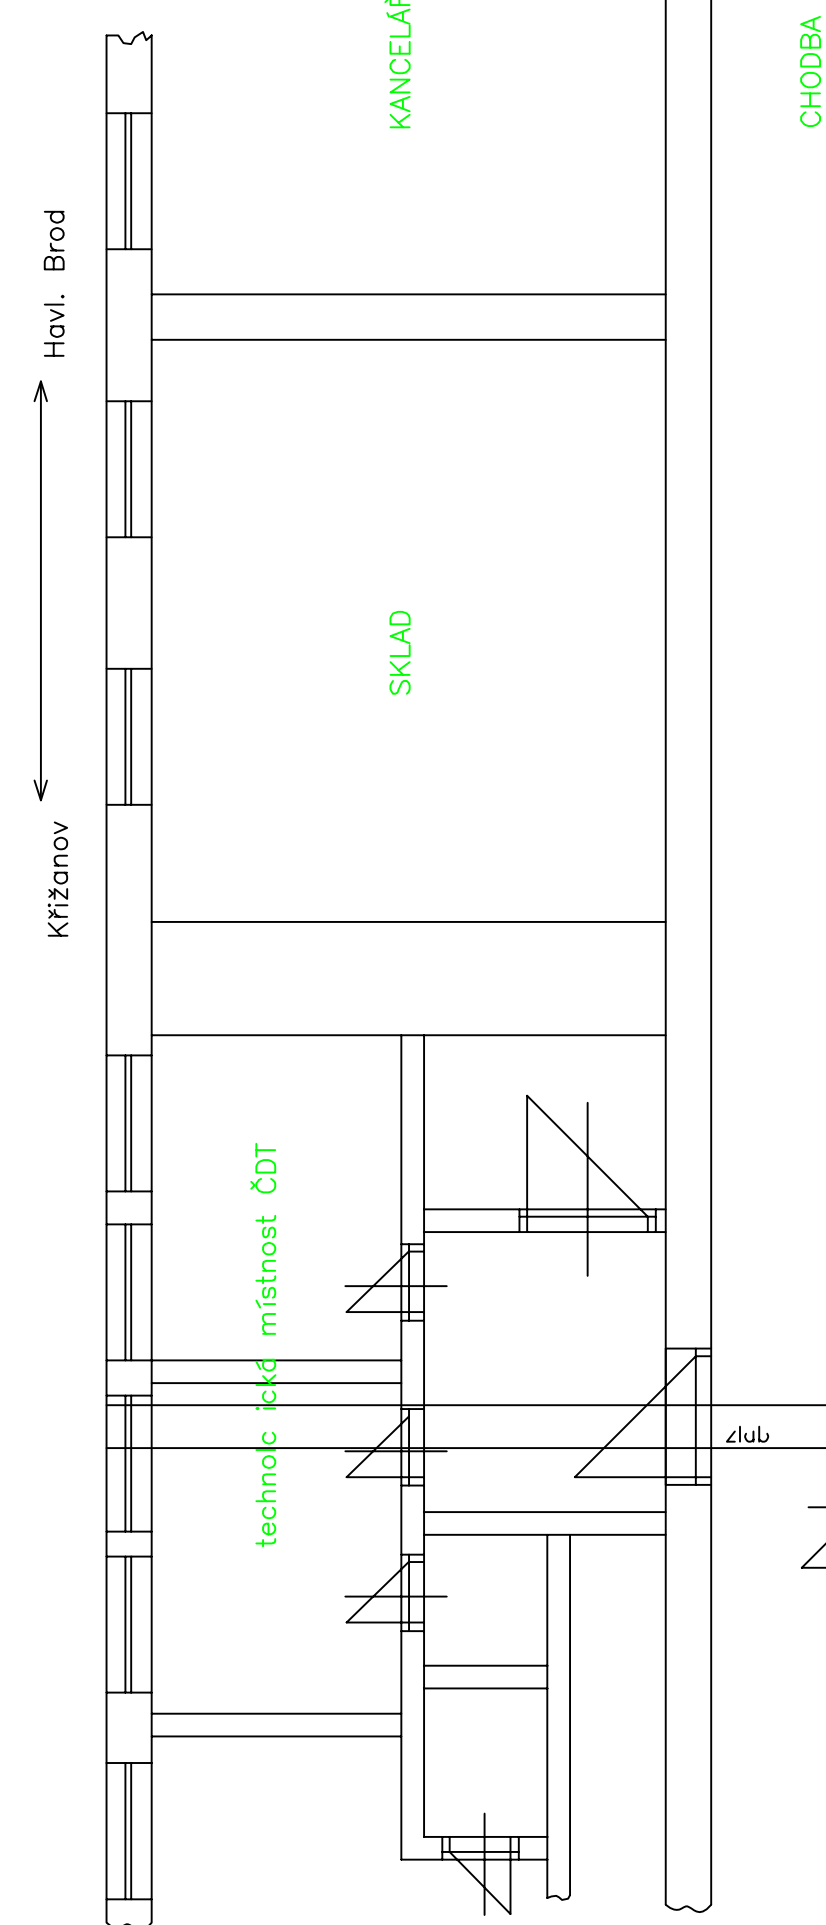 KANCELÁŘ
CHODBA
Havl. Brod
SKLAD
Křižanov
technolc ická místnost ČDT
žlab